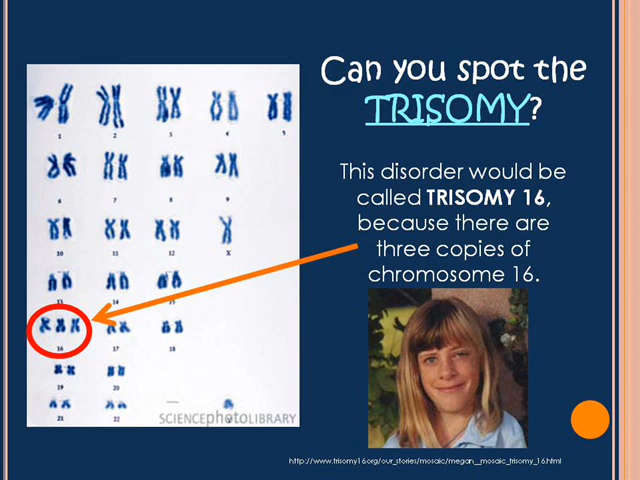 Can you spot the
TRISOMY?
This disorder would be
called TRISOMY 16,
because there are
three copies of
chromosome 16.
1 2 3 4 5
6 7 8 9
10 11 12 X
13 14 15
16 17 18
19 20
21 22
SCIENCEphotoLIBRARY
http://www.trisomy16.org/our_stories/mosaic/megan__mosaic_trisomy_16.html